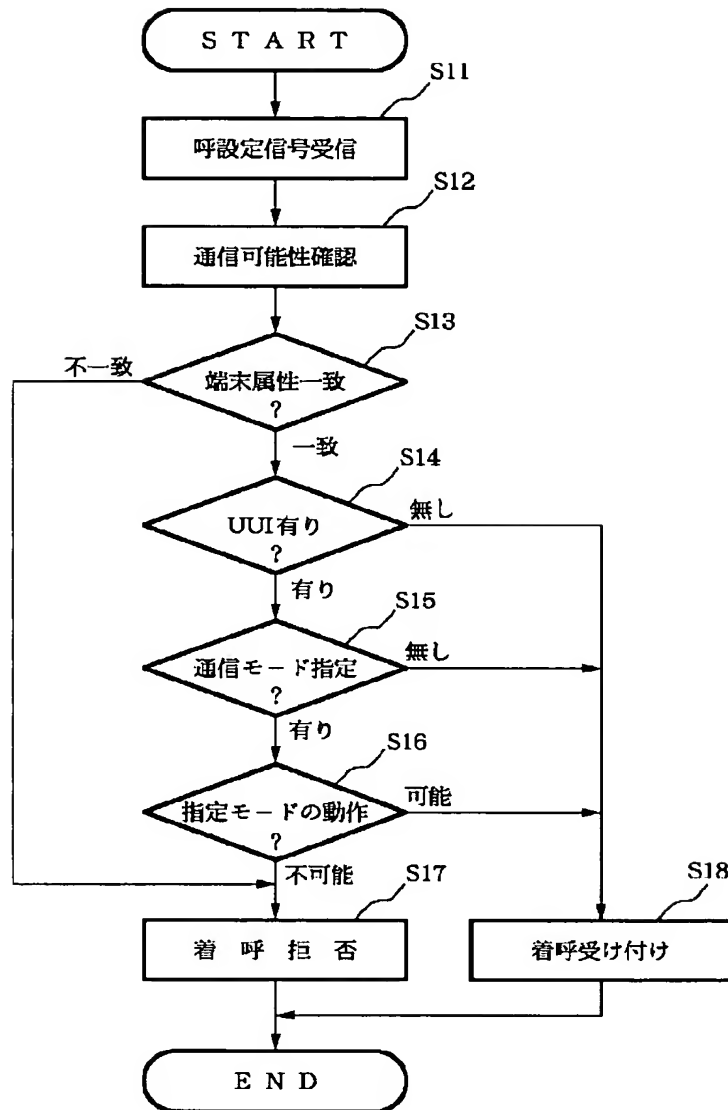 START
S11
呼設定信号受信
S12
通信可能性確認
S13
不一致
端末属性一致
?
一致
S14
UUI有り
?
無し
有り
S15
通信モード指定
?
無し
有り
S16
指定モードの動作
?
可能
不可能
S17
着呼拒否
S18
着呼受け付け
END